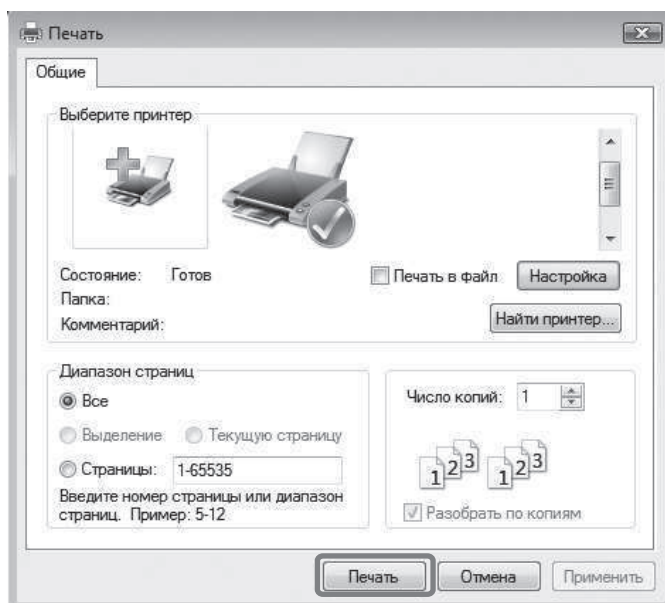 Печать
Общие
Выберите принтер
Состояние: Готов
Печать в файл Настройка
Папка:
Комментарий: Найти принтер...
Диапазон страниц
Все
Выделение Текущую страницу
Страницы: 1-65535
Введите номер страницы или диапазон
страниц. Пример: 5-12
Число копий: 1
1 2 3 1 2 3
Разобрать по копиям
Печать Отмена Применить